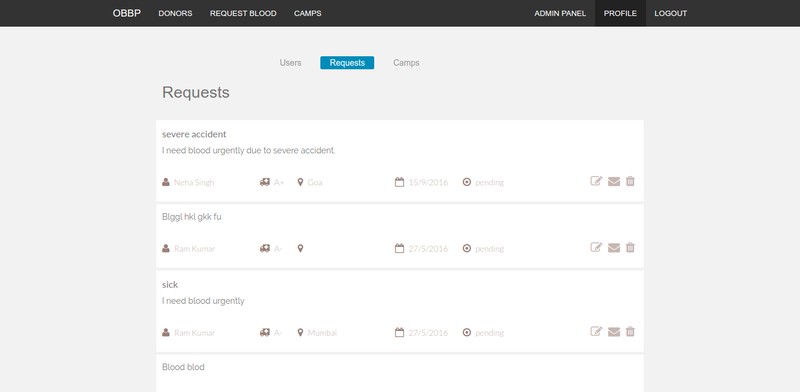 OBBP DONORS REQUEST BLOOD CAMPS ADMIN PANEL PROFILE LOGOUT
Users Requests Camps
Requests
severe accident
I need blood urgently due to severe accident.
Neha Singh A+ Goa 15/9/2016 pending
Blggl hkl gkk fu
Ram Kumar A- 27/5/2016 pending
sick
I need blood urgently
Ram Kumar A- Mumbai 27/5/2016 pending
Blood blod